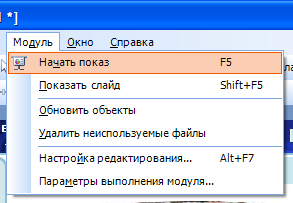 *]
Модуль Окно Справка
Начать показ F5
Показать слайд Shift+F5
Обновить объекты
Удалить неиспользуемые файлы
Настройка редактирования... Alt+F7
Параметры выполнения модуля...